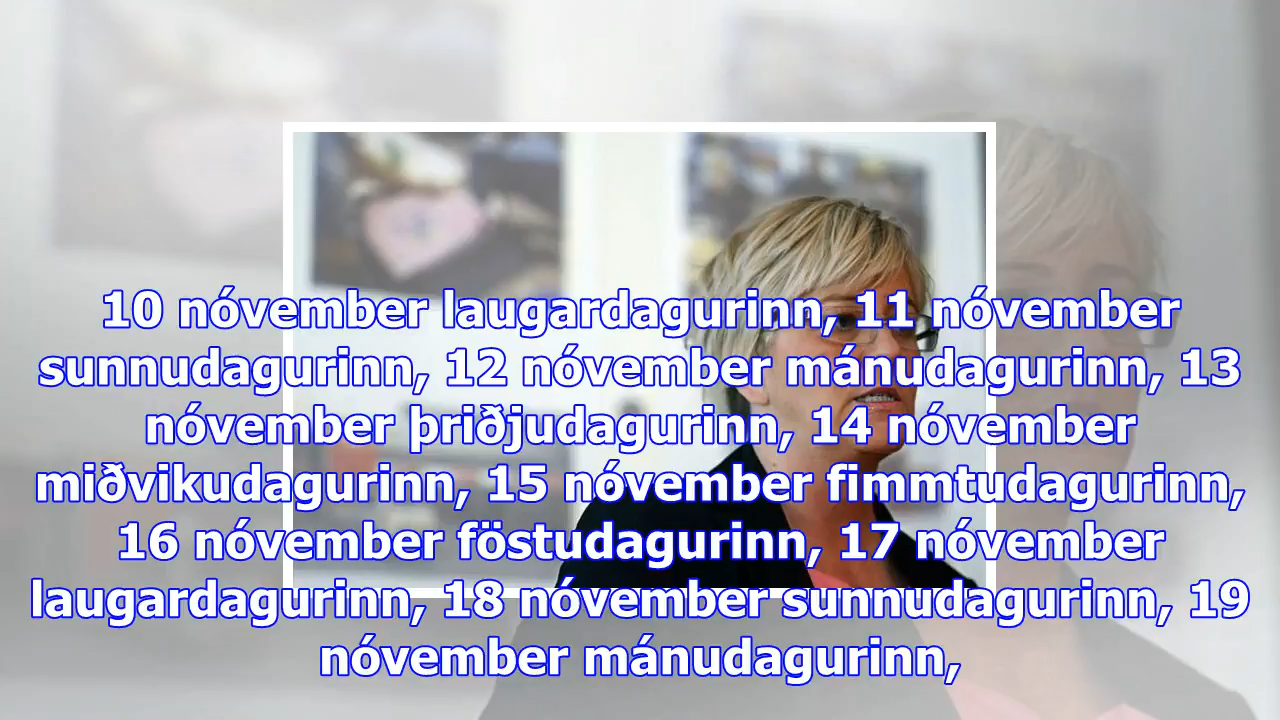 10 nóvember laugardagurinn, 11 nóvember
sunnudagurinn, 12 nóvember mánudagurinn, 13
nóvember þriðjudagurinn, 14 nóvember
miðvikudagurinn, 15 nóvember fimmtudagurinn,
16 nóvember föstudagurinn, 17 nóvember
laugardagurinn, 18 nóvember sunnudagurinn, 19
nóvember mánudagurinn,